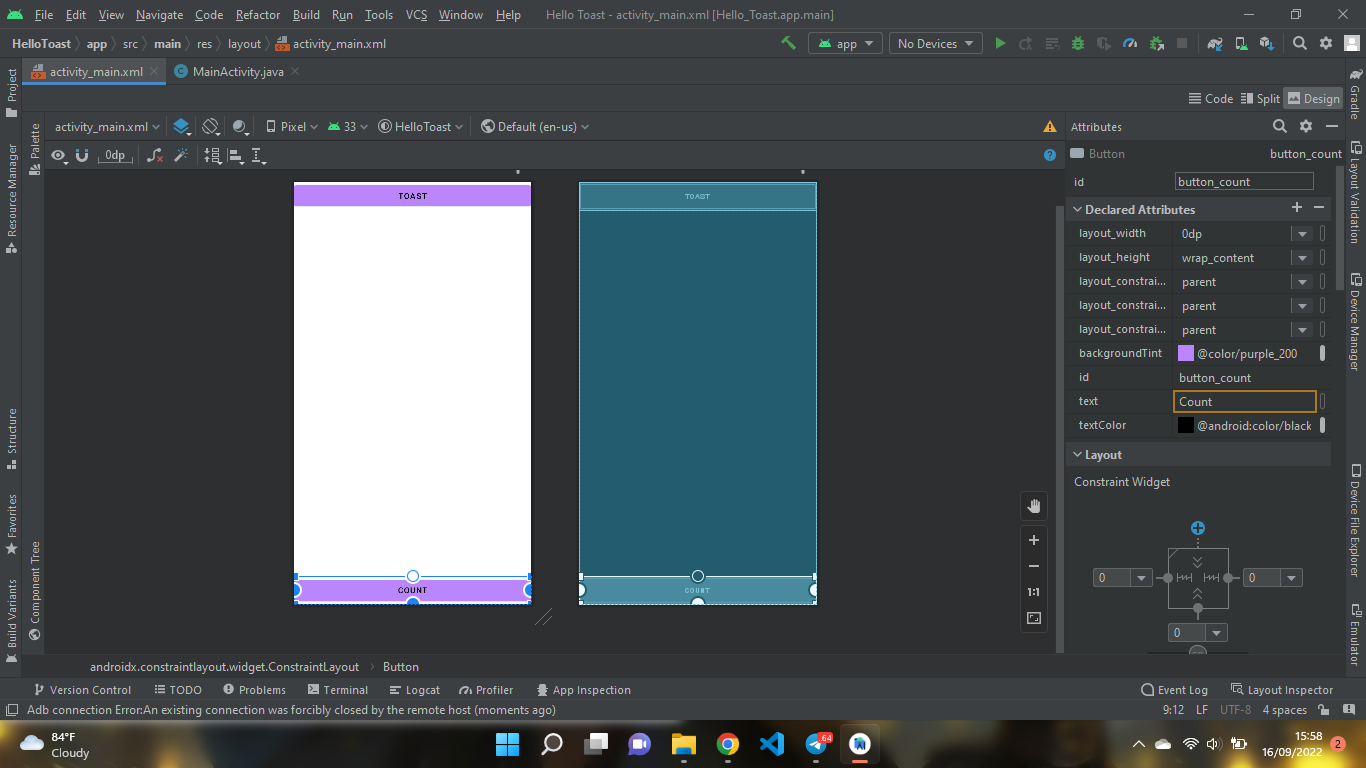 File Edit View Navigate Code Refactor Build Run Tools VCS Window Help Hello Toast - activity_main.xml [Hello_Toast.app.main]
HelloToast app src main res layout activity_main.xml app No Devices
activity_main.xml MainActivity.java
Code Split Design
activity_main.xml Pixel 33 HelloToast Default (en-us)
0dp
TOAST
TOAST
COUNT
COUNT
1:1
Attributes
Button button_count
id button_count
Declared Attributes
layout_width 0dp
layout_height wrap_content
layout_constrai... parent
layout_constrai... parent
layout_constrai... parent
backgroundTint @color/purple_200
id button_count
text Count
textColor @android:color/black
Layout
Constraint Widget
0 0
0
Project
Resource Manager
Structure
Favorites
Build Variants
Palette
Component Tree
Gradle
Layout Validation
Device Manager
Device File Explorer
Emulator
androidx.constraintlayout.widget.ConstraintLayout Button
Version Control TODO Problems Terminal Logcat Profiler App Inspection Event Log Layout Inspector
Adb connection Error:An existing connection was forcibly closed by the remote host (moments ago) 9:12 LF UTF-8 4 spaces
84°F
Cloudy
64
15:58
16/09/2022
2